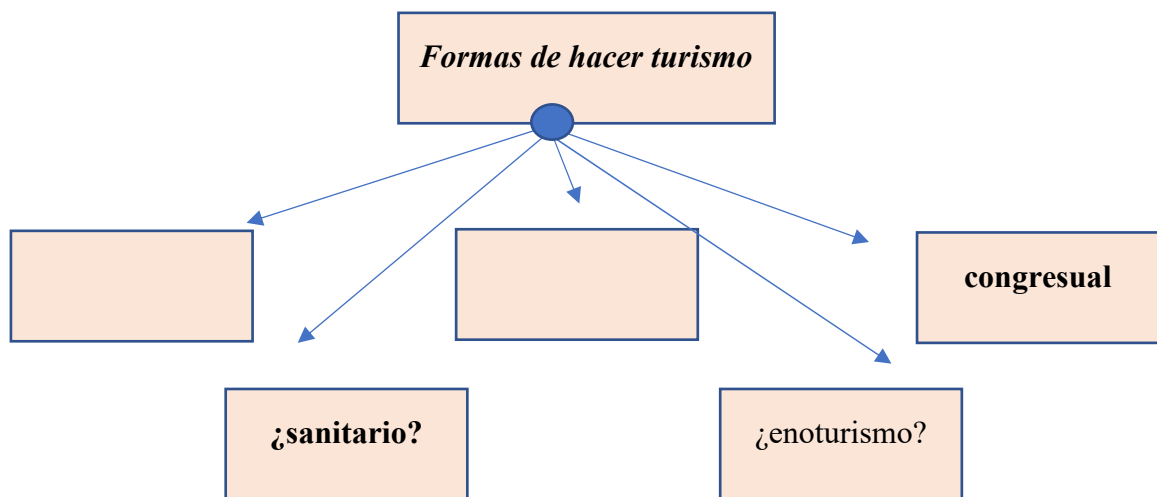 Formas de hacer turismo
congresual
¿sanitario?
¿enoturismo?